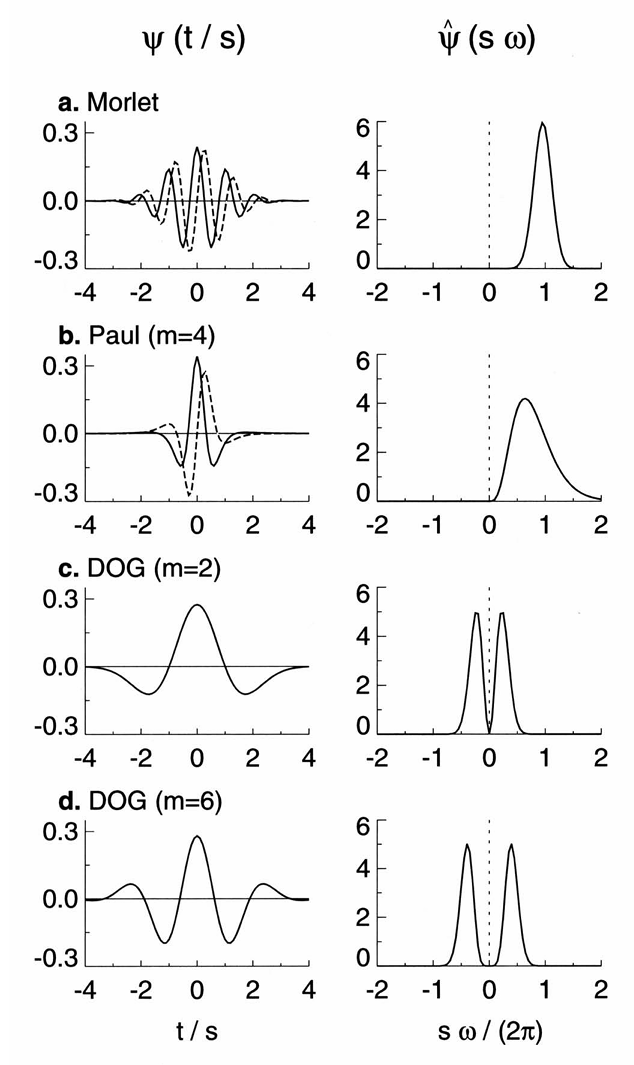 ψ (t / s) ψ̂ (s ω)
a. Morlet
0.3
0.0
-0.3
-4 -2 0 2 4
6
4
2
0
-2 -1 0 1 2
b. Paul (m=4)
0.3
0.0
-0.3
-4 -2 0 2 4
6
4
2
0
-2 -1 0 1 2
c. DOG (m=2)
0.3
0.0
-0.3
-4 -2 0 2 4
6
4
2
0
-2 -1 0 1 2
d. DOG (m=6)
0.3
0.0
-0.3
-4 -2 0 2 4
t / s
6
4
2
0
-2 -1 0 1 2
s ω / (2π)